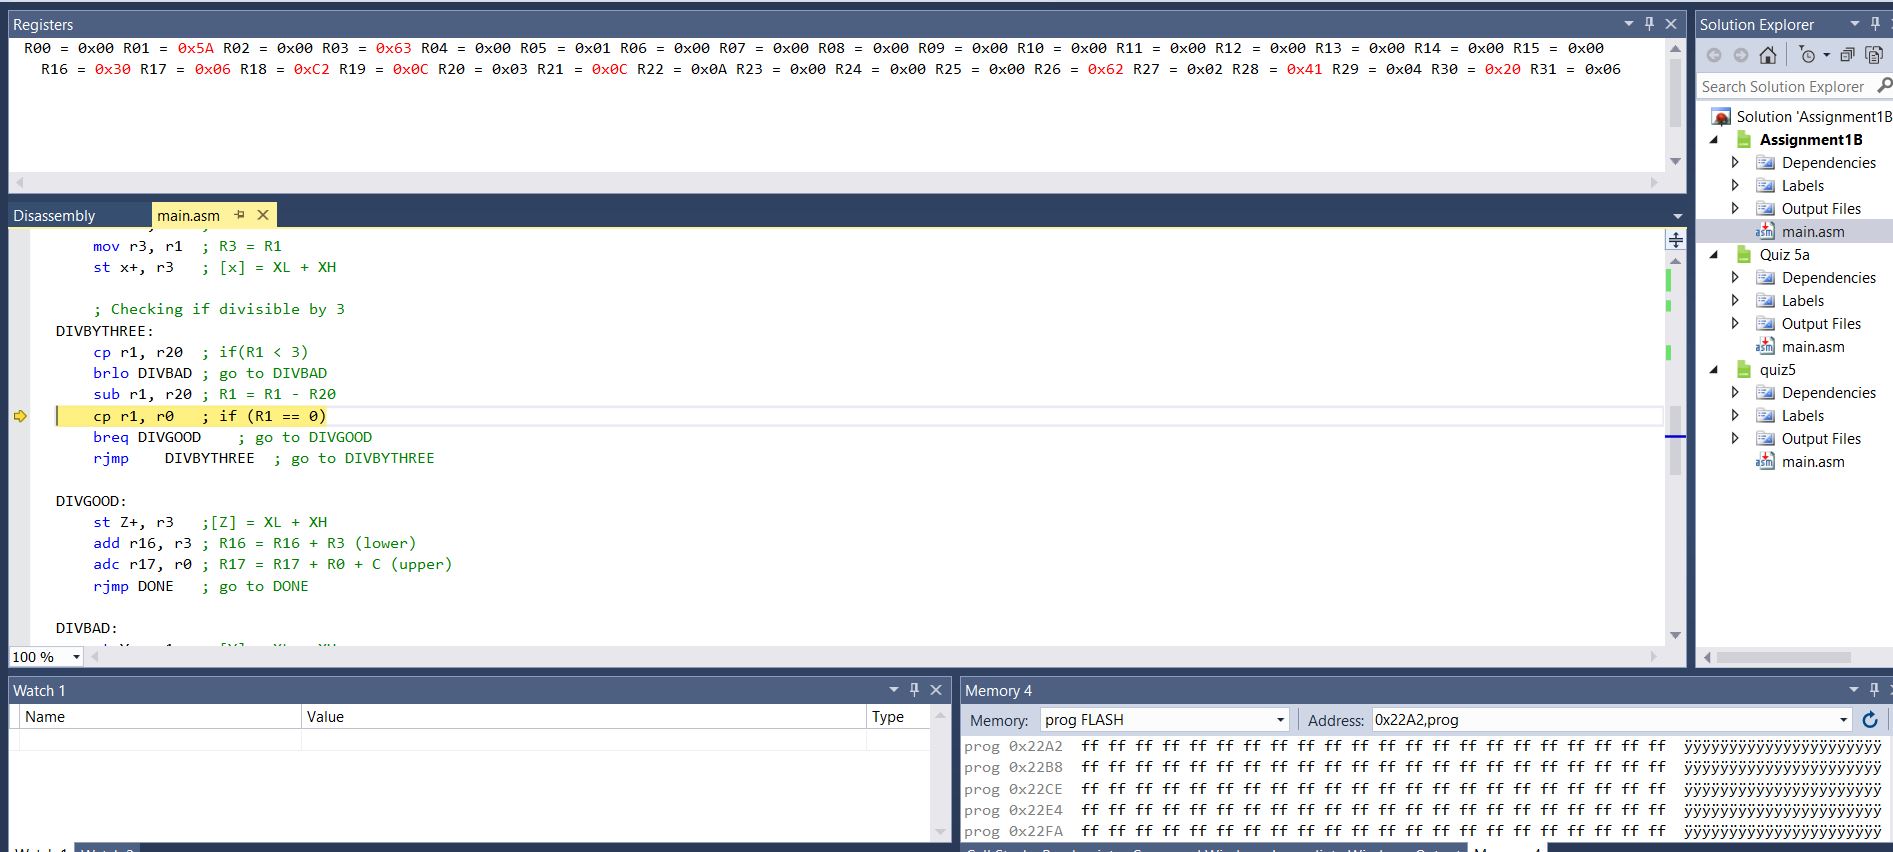 Registers
R00 = 0x00 R01 = 0x5A R02 = 0x00 R03 = 0x63 R04 = 0x00 R05 = 0x01 R06 = 0x00 R07 = 0x00 R08 = 0x00 R09 = 0x00 R10 = 0x00 R11 = 0x00 R12 = 0x00 R13 = 0x00 R14 = 0x00 R15 = 0x00
R16 = 0x30 R17 = 0x06 R18 = 0xC2 R19 = 0x0C R20 = 0x03 R21 = 0x0C R22 = 0x0A R23 = 0x00 R24 = 0x00 R25 = 0x00 R26 = 0x62 R27 = 0x02 R28 = 0x41 R29 = 0x04 R30 = 0x20 R31 = 0x06
Disassembly main.asm
mov r3, r1 ; R3 = R1
st x+, r3 ; [x] = XL + XH
; Checking if divisible by 3
DIVBYTHREE:
cp r1, r20 ; if(R1 < 3)
brlo DIVBAD ; go to DIVBAD
sub r1, r20 ; R1 = R1 - R20
cp r1, r0 ; if (R1 == 0)
breq DIVGOOD ; go to DIVGOOD
rjmp DIVBYTHREE ; go to DIVBYTHREE
DIVGOOD:
st Z+, r3 ;[Z] = XL + XH
add r16, r3 ; R16 = R16 + R3 (lower)
adc r17, r0 ; R17 = R17 + R0 + C (upper)
rjmp DONE ; go to DONE
DIVBAD:
100 %
Solution Explorer
Search Solution Explorer
Solution 'Assignment1B
Assignment1B
Dependencies
Labels
Output Files
main.asm
Quiz 5a
Dependencies
Labels
Output Files
main.asm
quiz5
Dependencies
Labels
Output Files
main.asm
Watch 1
Name Value Type
Memory 4
Memory: prog FLASH Address: 0x22A2,prog
prog 0x22A2 ff ff ff ff ff ff ff ff ff ff ff ff ff ff ff ff ff ff ff ff ff ff ÿÿÿÿÿÿÿÿÿÿÿÿÿÿÿÿÿÿÿÿÿÿ
prog 0x22B8 ff ff ff ff ff ff ff ff ff ff ff ff ff ff ff ff ff ff ff ff ff ff ÿÿÿÿÿÿÿÿÿÿÿÿÿÿÿÿÿÿÿÿÿÿ
prog 0x22CE ff ff ff ff ff ff ff ff ff ff ff ff ff ff ff ff ff ff ff ff ff ff ÿÿÿÿÿÿÿÿÿÿÿÿÿÿÿÿÿÿÿÿÿÿ
prog 0x22E4 ff ff ff ff ff ff ff ff ff ff ff ff ff ff ff ff ff ff ff ff ff ff ÿÿÿÿÿÿÿÿÿÿÿÿÿÿÿÿÿÿÿÿÿÿ
prog 0x22FA ff ff ff ff ff ff ff ff ff ff ff ff ff ff ff ff ff ff ff ff ff ff ÿÿÿÿÿÿÿÿÿÿÿÿÿÿÿÿÿÿÿÿÿÿ